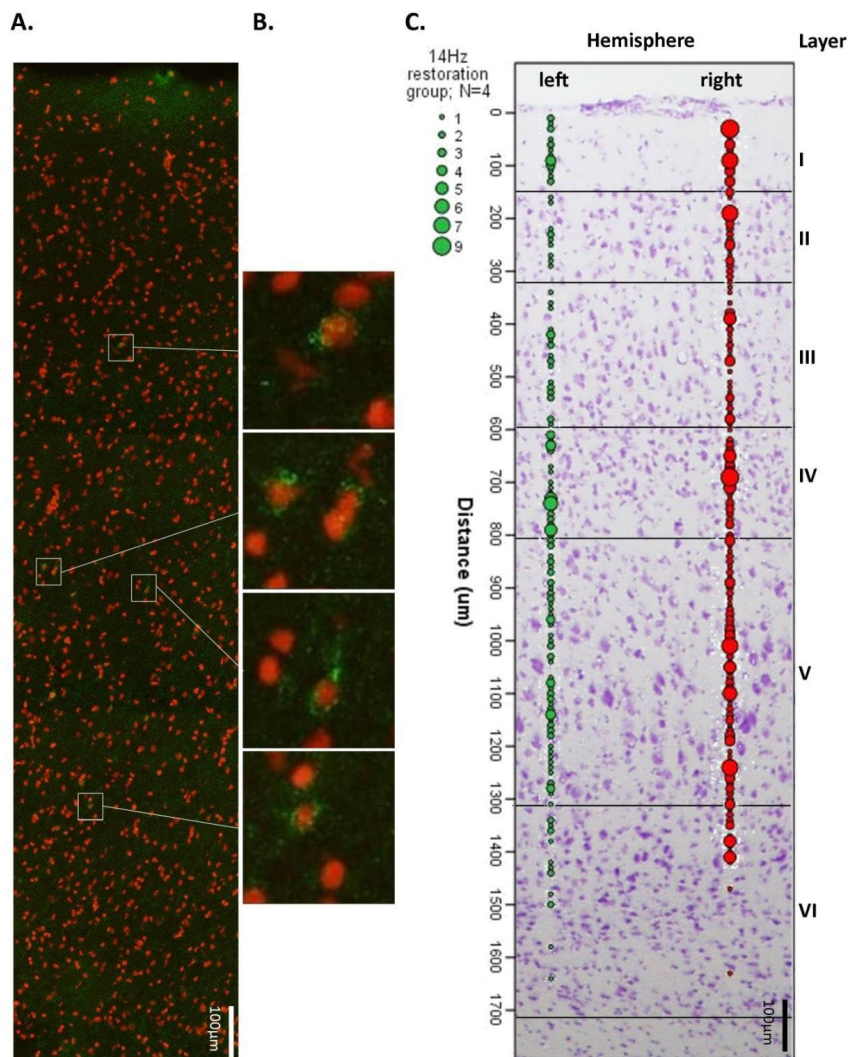 A.
B.
C.
14Hz
restoration
group; N=4
1
2
3
4
5
6
7
9
Hemisphere
left
right
Layer
Distance (um)
0
100
200
300
400
500
600
700
800
900
1000
1100
1200
1300
1400
1500
1600
1700
I
II
III
IV
V
VI
100μm
100μm